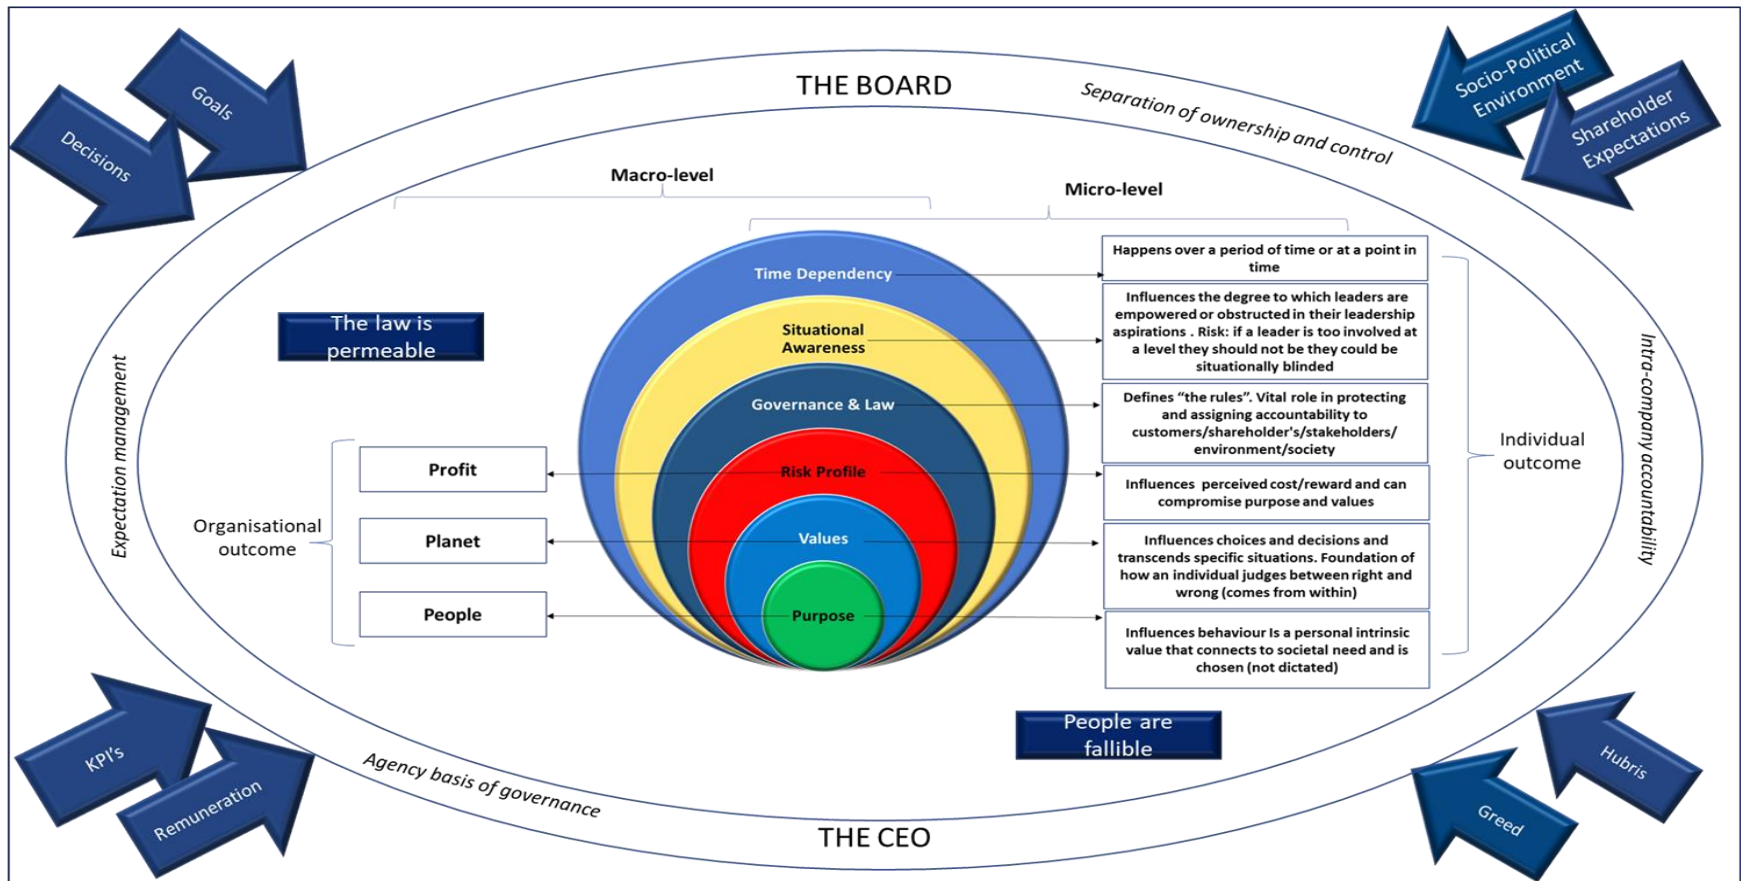 Goals
Decisions
THE BOARD
Separation of ownership and control
Socio-Political
Environment
Shareholder
Expectations
Macro-level
Micro-level
Time Dependency
Happens over a period of time or at a point in
time
The law is
permeable
Situational
Awareness
Influences the degree to which leaders are
empowered or obstructed in their leadership
aspirations . Risk: if a leader is too involved at
a level they should not be they could be
situationally blinded
Governance & Law
Defines “the rules”. Vital role in protecting
and assigning accountability to
customers/shareholder's/stakeholders/
environment/society
Expectation management
Intra-company accountability
Individual
outcome
Profit
Risk Profile
Influences  perceived cost/reward and can
compromise purpose and values
Organisational
outcome
Planet
Values
Influences choices and decisions and
transcends specific situations. Foundation of
how an individual judges between right and
wrong (comes from within)
People
Purpose
Influences behaviour Is a personal intrinsic
value that connects to societal need and is
chosen (not dictated)
People are
fallible
KPI's
Remuneration
Agency basis of governance
THE CEO
Hubris
Greed